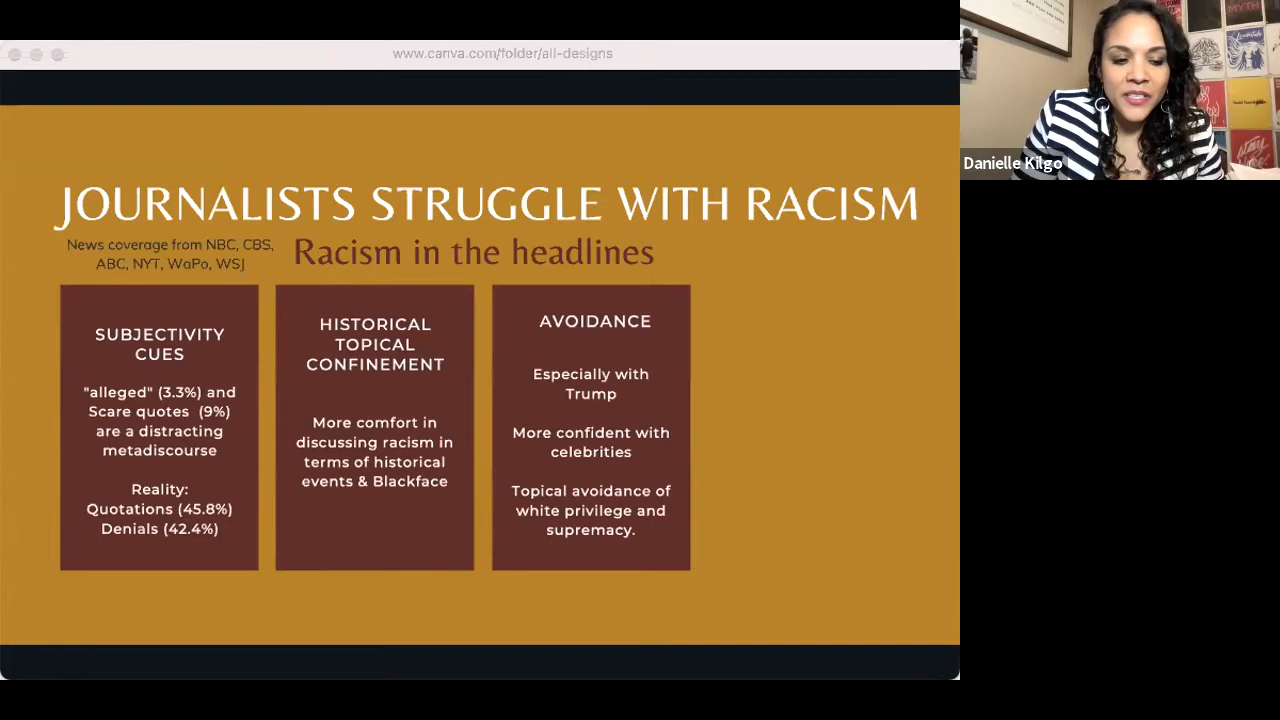 www.canva.com/folder/all-designs
JOURNALISTS STRUGGLE WITH RACISM
News coverage from NBC, CBS,
ABC, NYT, WaPo, WSJ
Racism in the headlines
SUBJECTIVITY
CUES
"alleged" (3.3%) and
Scare quotes (9%)
are a distracting
metadiscourse
Reality:
Quotations (45.8%)
Denials (42.4%)
HISTORICAL
TOPICAL
CONFINEMENT
More comfort in
discussing racism in
terms of historical
events & Blackface
AVOIDANCE
Especially with
Trump
More confident with
celebrities
Topical avoidance of
white privilege and
supremacy.
MYTH
Danielle Kilgo